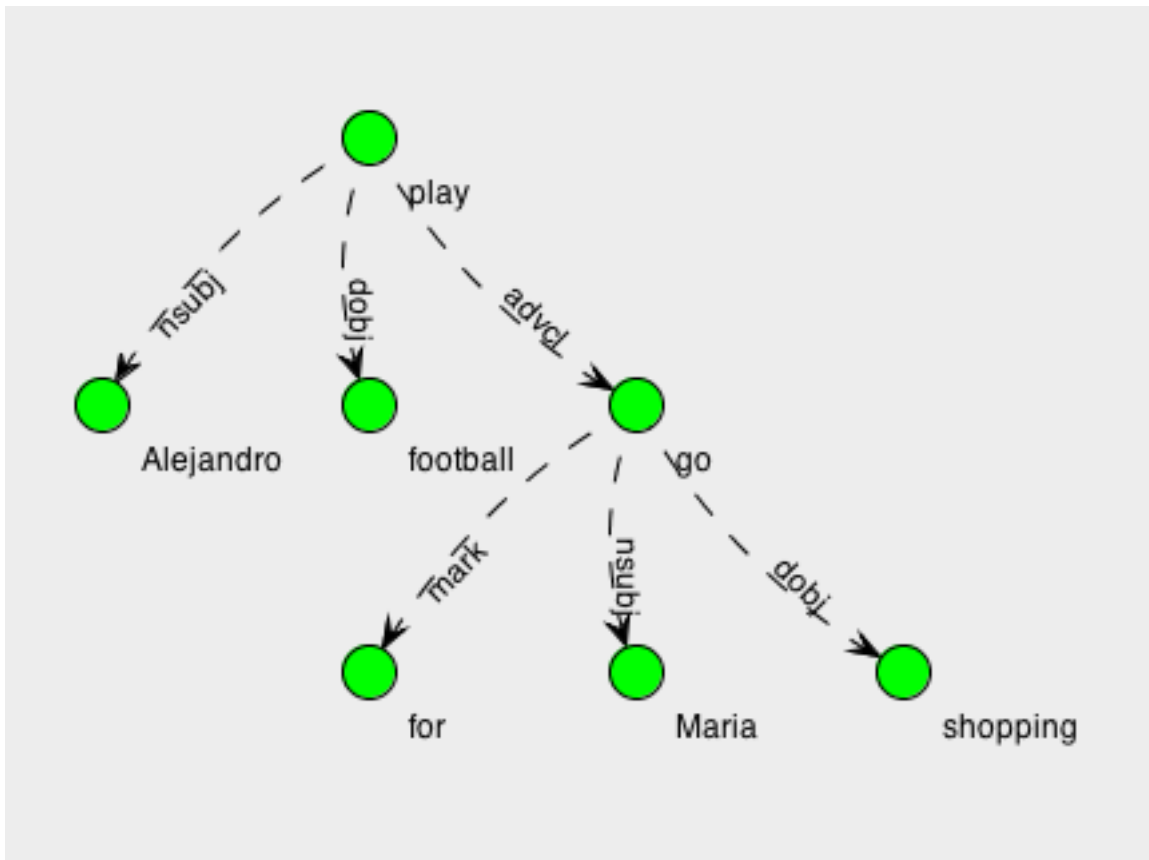 play
nsubj
dobj
advcl
Alejandro
football
go
mark
nsubj
dobj
for
Maria
shopping